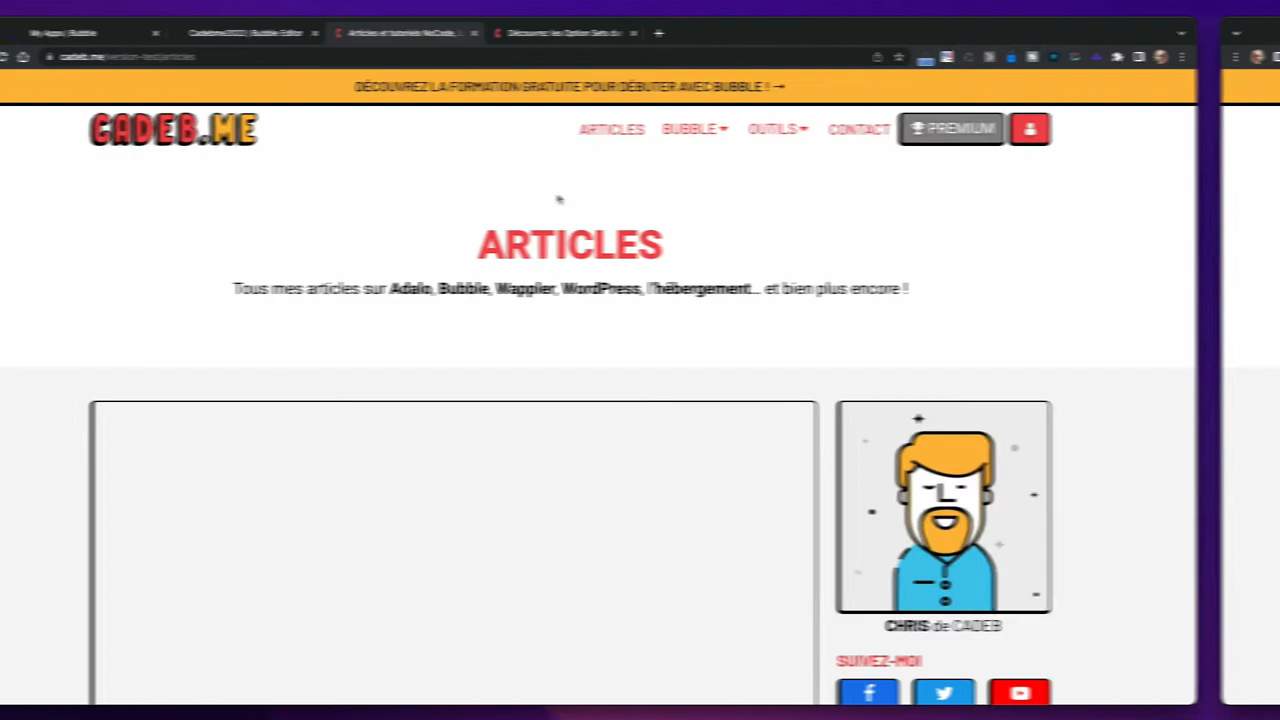 My Apps | Bubble
Cadebme2022 | Bubble Editor
Articles et tutoriels NoCode,
Découvrez les Option Sets du
cadeb.me/version-test/articles
DÉCOUVREZ LA FORMATION GRATUITE POUR DÉBUTER AVEC BUBBLE ! →
CADEB.ME
ARTICLES
BUBBLE
OUTILS
CONTACT
PREMIUM
ARTICLES
Tous mes articles sur Adalo, Bubble, Wappler, WordPress, l'hébergement... et bien plus encore !
CHRIS de CADEB
SUIVEZ-MOI